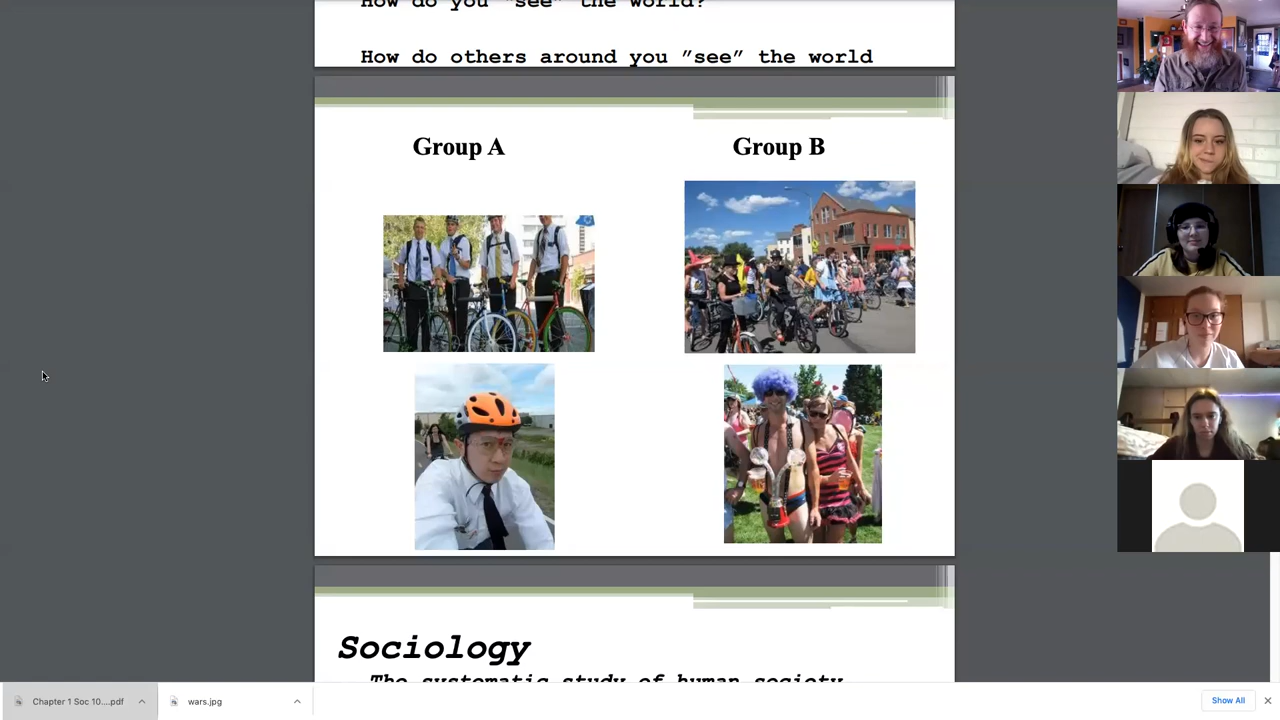 How do you ”see” the world?
How do others around you ”see” the world
Group A
Group B
Sociology
The systematic study of human society
Chapter 1 Soc 10....pdf
wars.jpg
Show All